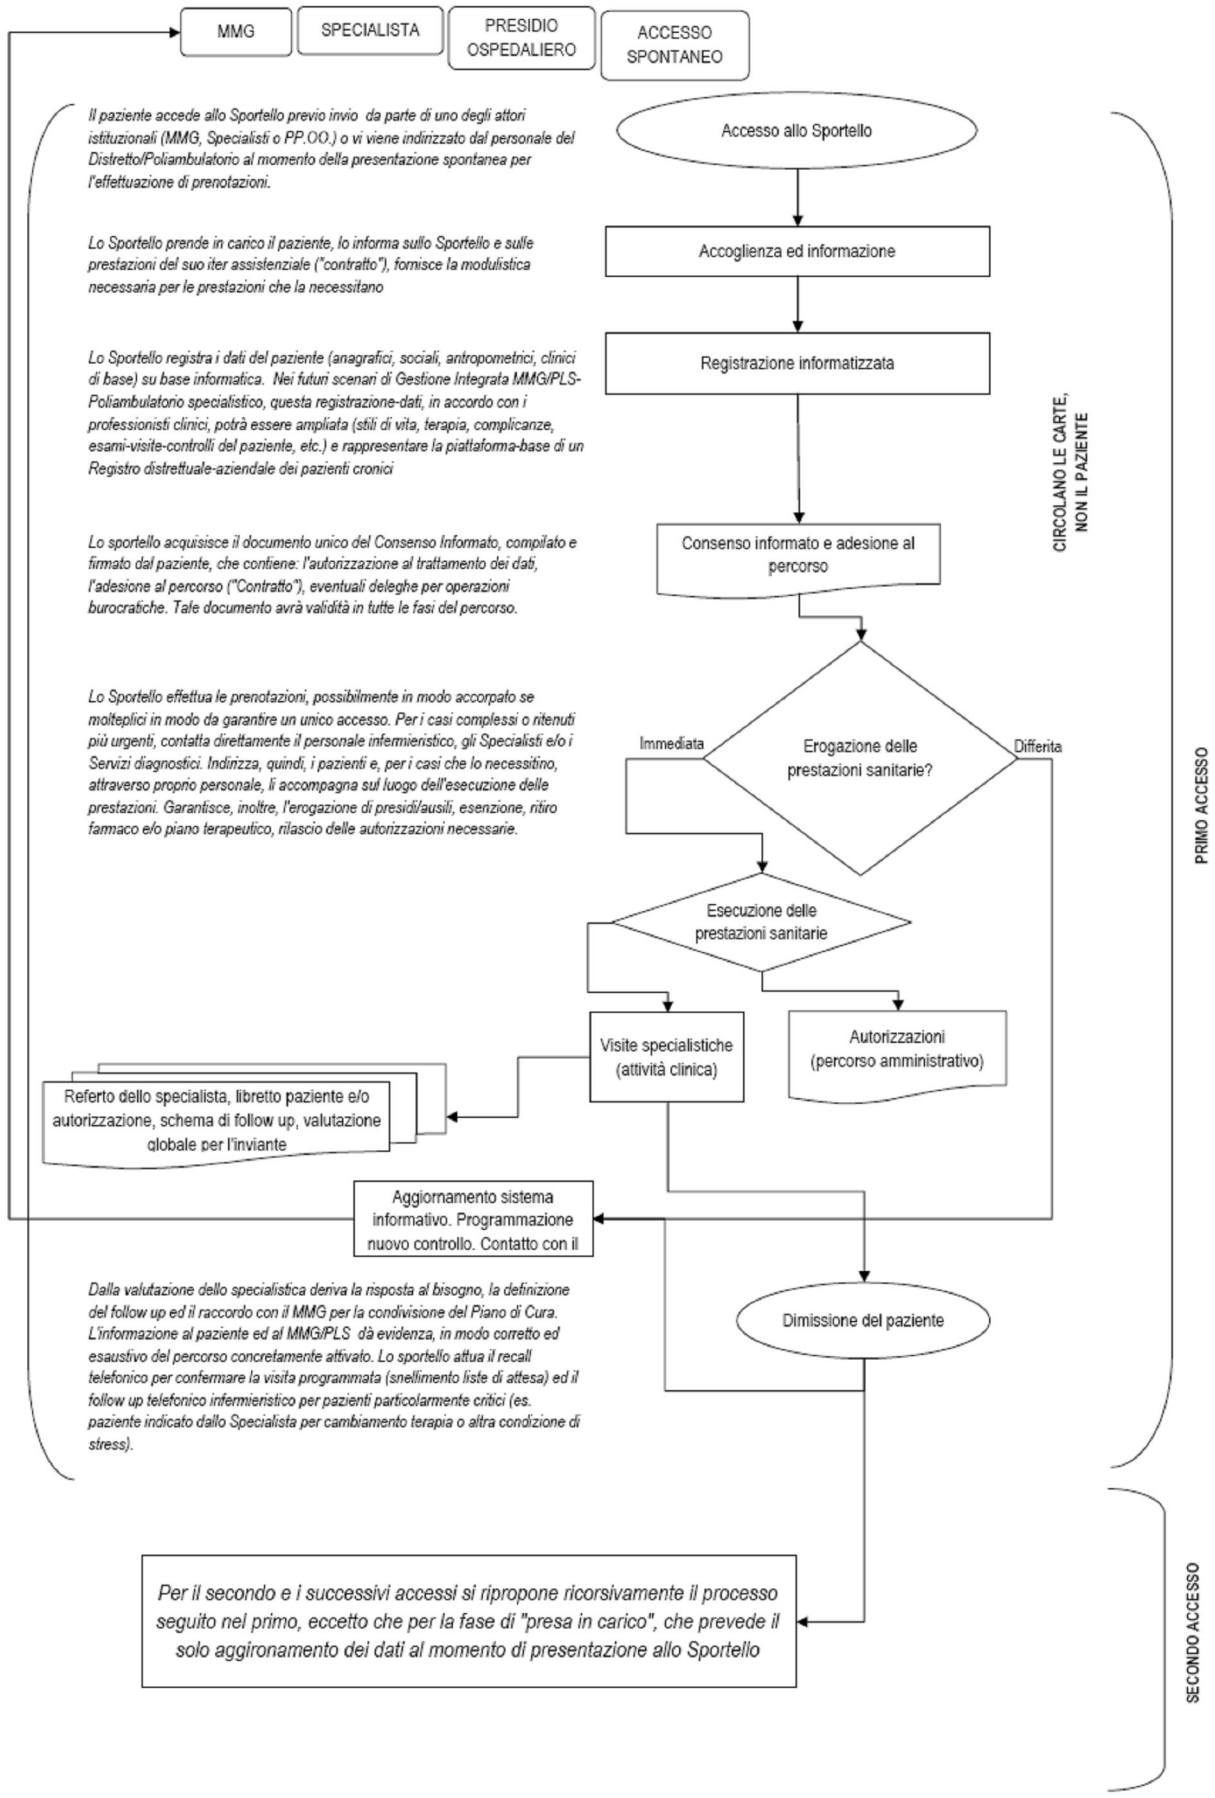 MMG
SPECIALISTA
PRESIDIO
OSPEDALIERO
ACCESSO
SPONTANEO
Il paziente accede allo Sportello previo invio da parte di uno degli attori
istituzionali (MMG, Specialisti o PP.OO.) o vi viene indirizzato dal personale del
Distretto/Poliambulatorio al momento della presentazione spontanea per
l'effettuazione di prenotazioni.
Accesso allo Sportello
Lo Sportello prende in carico il paziente, lo informa sullo Sportello e sulle
prestazioni del suo iter assistenziale ("contratto"), fornisce la modulistica
necessaria per le prestazioni che la necessitano
Accoglienza ed informazione
Lo Sportello registra i dati del paziente (anagrafici, sociali, antropometrici, clinici
di base) su base informatica. Nei futuri scenari di Gestione Integrata MMG/PLS-
Poliambulatorio specialistico, questa registrazione-dati, in accordo con i
professionisti clinici, potrà essere ampliata (stili di vita, terapia, complicanze,
esami-visite-controlli del paziente, etc.) e rappresentare la piattaforma-base di un
Registro distrettuale-aziendale dei pazienti cronici
Registrazione informatizzata
CIRCOLANO LE CARTE,
NON IL PAZIENTE
Lo sportello acquisisce il documento unico del Consenso Informato, compilato e
firmato dal paziente, che contiene: l'autorizzazione al trattamento dei dati,
l'adesione al percorso ("Contratto"), eventuali deleghe per operazioni
burocratiche. Tale documento avrà validità in tutte le fasi del percorso.
Consenso informato e adesione al
percorso
Lo Sportello effettua le prenotazioni, possibilmente in modo accorpato se
molteplici in modo da garantire un unico accesso. Per i casi complessi o ritenuti
più urgenti, contatta direttamente il personale infermieristico, gli Specialisti e/o i
Servizi diagnostici. Indirizza, quindi, i pazienti e, per i casi che lo necessitino,
attraverso proprio personale, li accompagna sul luogo dell'esecuzione delle
prestazioni. Garantisce, inoltre, l'erogazione di presidi/ausili, esenzione, ritiro
farmaco e/o piano terapeutico, rilascio delle autorizzazioni necessarie.
Immediata
Erogazione delle
prestazioni sanitarie?
Differita
PRIMO ACCESSO
Esecuzione delle
prestazioni sanitarie
Visite specialistiche
(attività clinica)
Autorizzazioni
(percorso amministrativo)
Referto dello specialista, libretto paziente e/o
autorizzazione, schema di follow up, valutazione
globale per l'inviante
Aggiornamento sistema
informativo. Programmazione
nuovo controllo. Contatto con il
Dalla valutazione dello specialistica deriva la risposta al bisogno, la definizione
del follow up ed il raccordo con il MMG per la condivisione del Piano di Cura.
L'informazione al paziente ed al MMG/PLS dà evidenza, in modo corretto ed
esaustivo del percorso concretamente attivato. Lo sportello attua il recall
telefonico per confermare la visita programmata (snellimento liste di attesa) ed il
follow up telefonico infermieristico per pazienti particolarmente critici (es.
paziente indicato dallo Specialista per cambiamento terapia o altra condizione di
stress).
Dimissione del paziente
Per il secondo e i successivi accessi si ripropone ricorsivamente il processo
seguito nel primo, eccetto che per la fase di "presa in carico", che prevede il
solo aggironamento dei dati al momento di presentazione allo Sportello
SECONDO ACCESSO